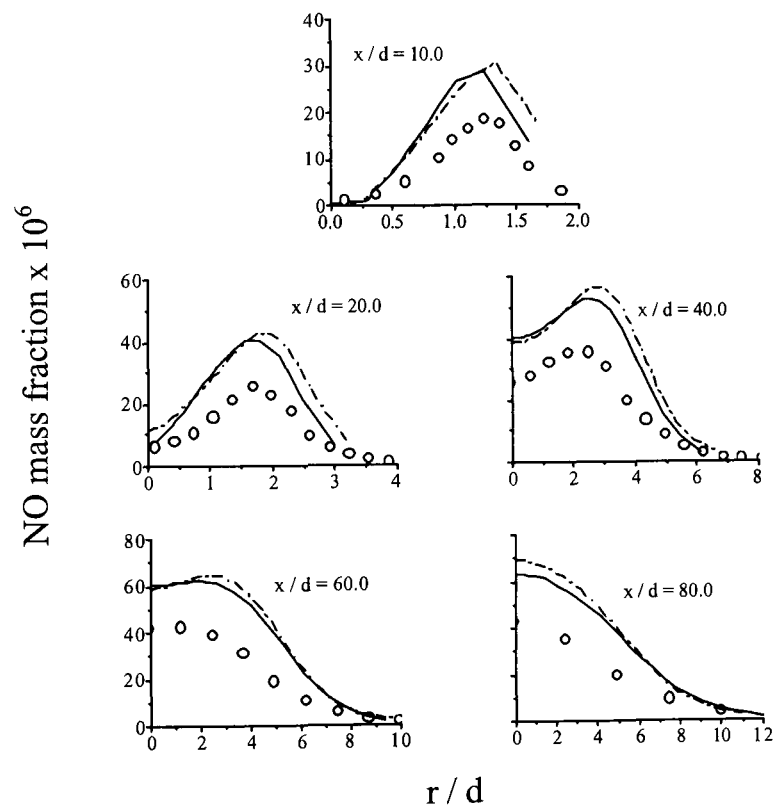 NO mass fraction x 10⁶
40
30
20
10
0
x / d = 10.0
0.0 0.5 1.0 1.5 2.0
60
40
20
0
x / d = 20.0
0 1 2 3 4
x / d = 40.0
0 2 4 6 8
80
60
40
20
0
x / d = 60.0
0 2 4 6 8 10
x / d = 80.0
0 2 4 6 8 10 12
r / d